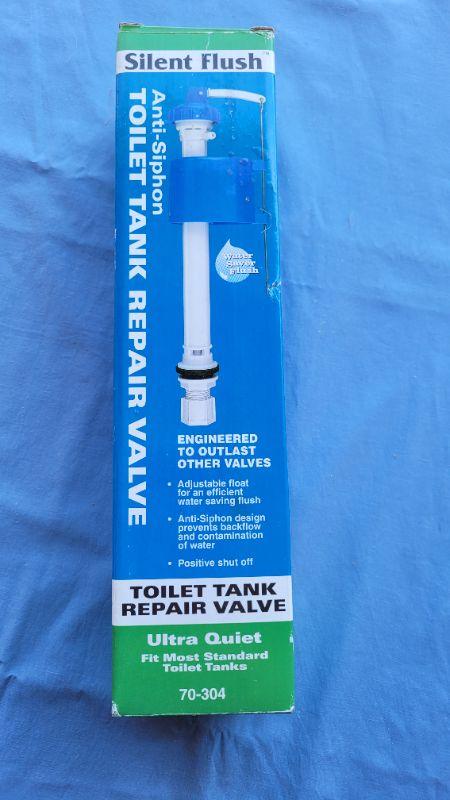 Silent Flush™
Anti-Siphon
TOILET TANK REPAIR VALVE
Water
Saver
Flush
ENGINEERED
TO OUTLAST
OTHER VALVES
• Adjustable float
for an efficient
water saving flush
• Anti-Siphon design
prevents backflow
and contamination
of water
• Positive shut off
TOILET TANK
REPAIR VALVE
Ultra Quiet
Fit Most Standard
Toilet Tanks
70-304